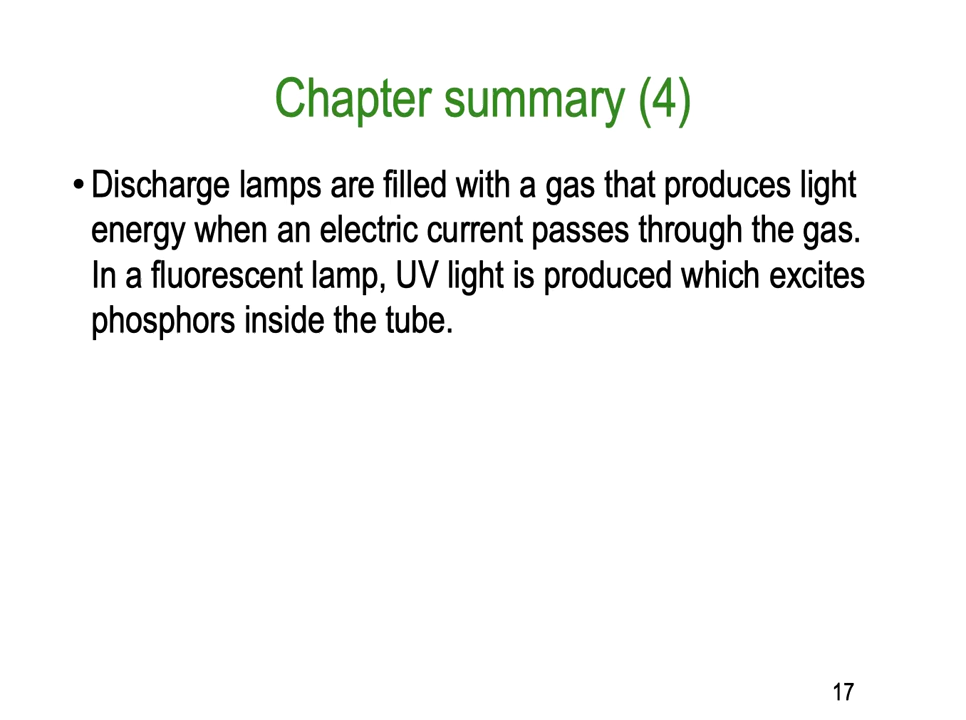 Chapter summary (4)
• Discharge lamps are filled with a gas that produces light
energy when an electric current passes through the gas.
In a fluorescent lamp, UV light is produced which excites
phosphors inside the tube.
17